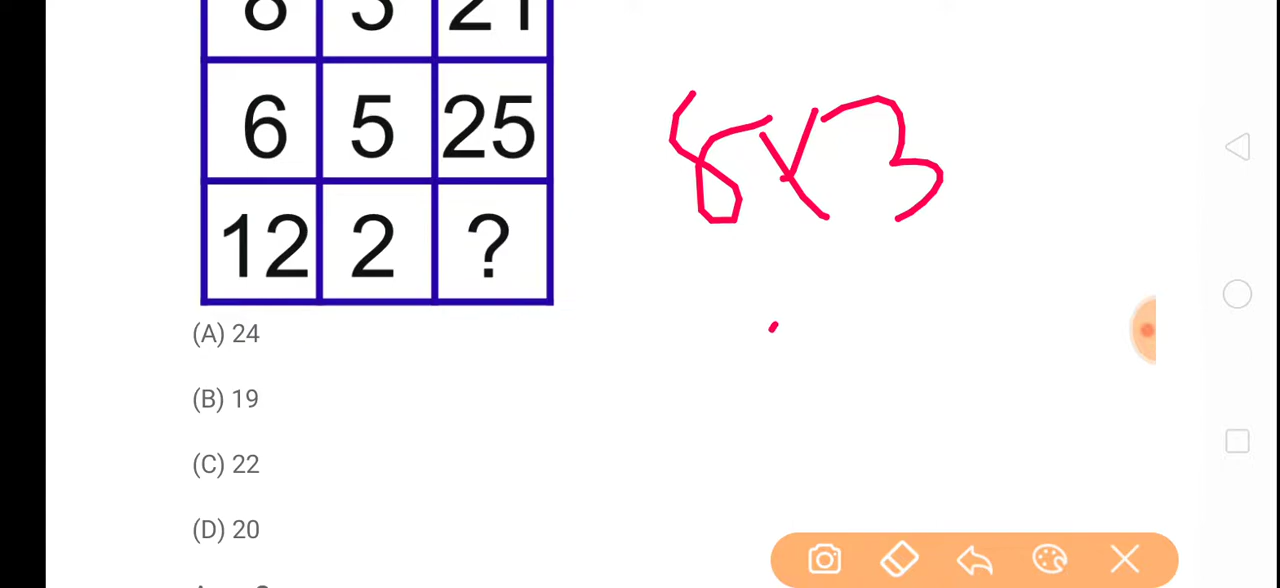 8 3 21
8×3
6 5 25
12 2 ?
(A) 24
(B) 19
(C) 22
(D) 20